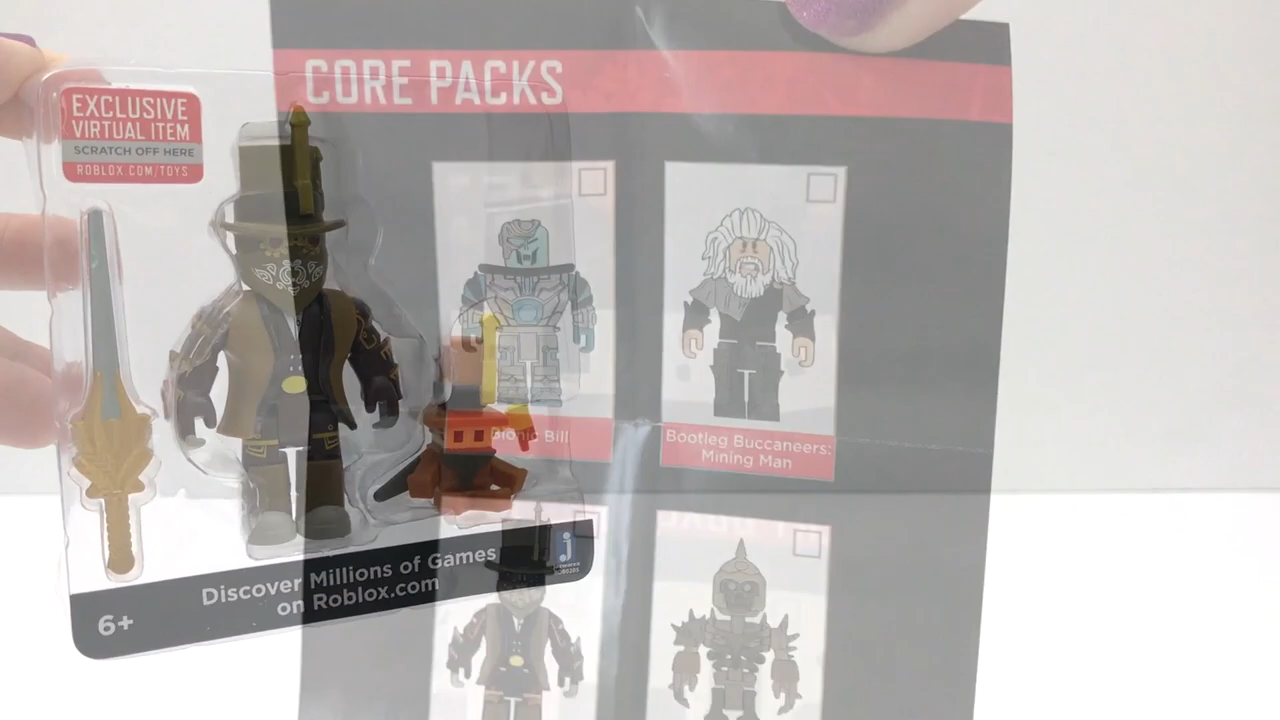 CORE PACKS
EXCLUSIVE
VIRTUAL ITEM
SCRATCH OFF HERE
ROBLOX.COM/TOYS
Bionic Bill
Bootleg Buccaneers:
Mining Man
Discover Millions of Games
on Roblox.com
6+